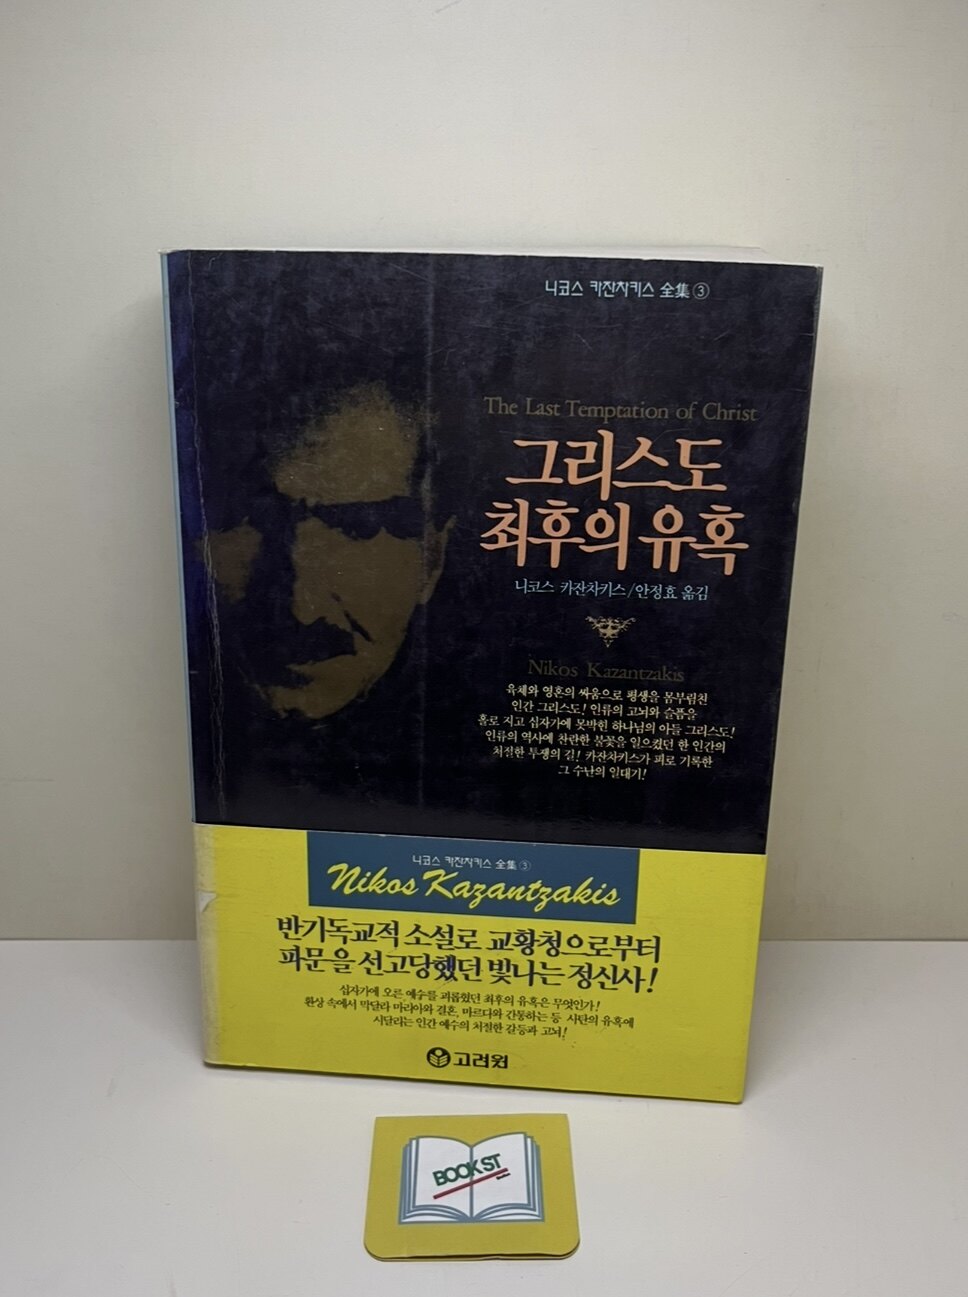 니코스 카잔차키스 全集 ③
The Last Temptation of Christ
그리스도
최후의 유혹
니코스 카잔차키스/안정효 옮김
Nikos Kazantzakis
육체와 영혼의 싸움으로 평생을 몸부림친
인간 그리스도! 인류의 고뇌와 슬픔을
홀로 지고 십자가에 못박힌 하나님의 아들 그리스도!
인류의 역사에 찬란한 불꽃을 일으켰던 한 인간의
처절한 투쟁의 길! 카잔차키스가 피로 기록한
그 수난의 일대기!
니코스 카잔차키스 全集 ③
Nikos Kazantzakis
반기독교적 소설로 교황청으로부터
파문을 선고당했던 빛나는 정신사!
십자가에 오른 예수를 괴롭혔던 최후의 유혹은 무엇인가!
환상 속에서 막달라 마리아와 결혼, 마르다와 간통하는 등 사탄의 유혹에
시달리는 인간 예수의 처절한 갈등과 고뇌!
고려원
BOOK ST